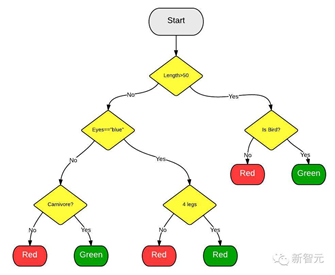 Start
Length>50
No
Yes
Eyes=="blue"
Is Bird?
No
Yes
No
Yes
Red
Green
Carnivore?
4 legs
No
Yes
No
Yes
Red
Green
Red
Red
新智元